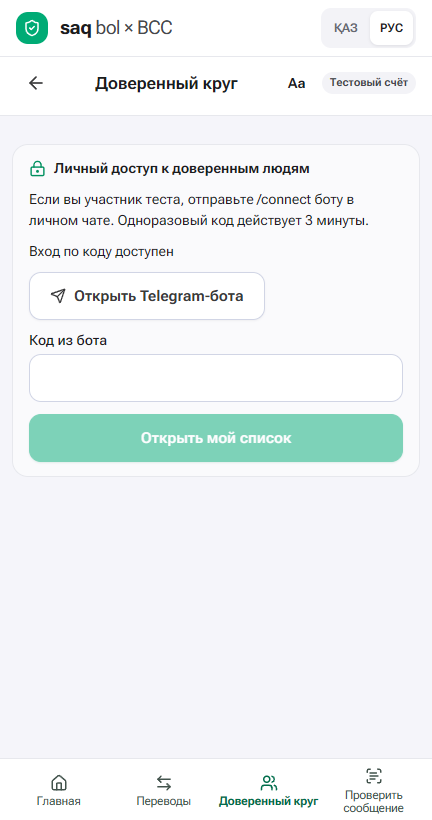 saq bol × BCC
ҚАЗ
РУС
Доверенный круг
Aa
Тестовый счёт
Личный доступ к доверенным людям
Если вы участник теста, отправьте /connect боту в
личном чате. Одноразовый код действует 3 минуты.
Вход по коду доступен
Открыть Telegram-бота
Код из бота
Открыть мой список
Главная
Переводы
Доверенный круг
Проверить
сообщение